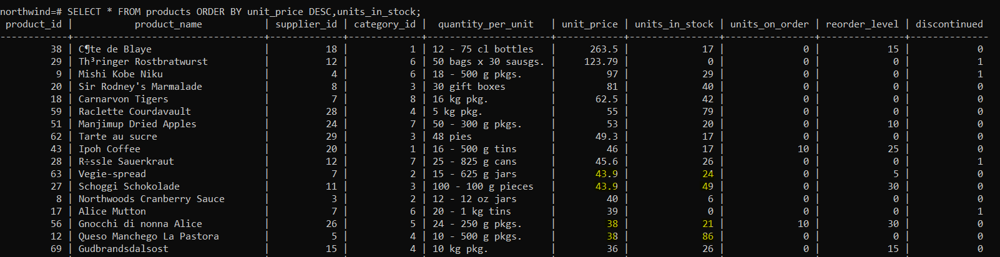 northwind=# SELECT * FROM products ORDER BY unit_price DESC,units_in_stock;
product_id | product_name | supplier_id | category_id | quantity_per_unit | unit_price | units_in_stock | units_on_order | reorder_level | discontinued
38 | C¶te de Blaye | 18 | 1 | 12 - 75 cl bottles | 263.5 | 17 | 0 | 15 | 0
29 | Th³ringer Rostbratwurst | 12 | 6 | 50 bags x 30 sausgs. | 123.79 | 0 | 0 | 0 | 1
9 | Mishi Kobe Niku | 4 | 6 | 18 - 500 g pkgs. | 97 | 29 | 0 | 0 | 1
20 | Sir Rodney's Marmalade | 8 | 3 | 30 gift boxes | 81 | 40 | 0 | 0 | 0
18 | Carnarvon Tigers | 7 | 8 | 16 kg pkg. | 62.5 | 42 | 0 | 0 | 0
59 | Raclette Courdavault | 28 | 4 | 5 kg pkg. | 55 | 79 | 0 | 0 | 0
51 | Manjimup Dried Apples | 24 | 7 | 50 - 300 g pkgs. | 53 | 20 | 0 | 10 | 0
62 | Tarte au sucre | 29 | 3 | 48 pies | 49.3 | 17 | 0 | 0 | 0
43 | Ipoh Coffee | 20 | 1 | 16 - 500 g tins | 46 | 17 | 10 | 25 | 0
28 | R÷ssle Sauerkraut | 12 | 7 | 25 - 825 g cans | 45.6 | 26 | 0 | 0 | 1
63 | Vegie-spread | 7 | 2 | 15 - 625 g jars | 43.9 | 24 | 0 | 5 | 0
27 | Schoggi Schokolade | 11 | 3 | 100 - 100 g pieces | 43.9 | 49 | 0 | 30 | 0
8 | Northwoods Cranberry Sauce | 3 | 2 | 12 - 12 oz jars | 40 | 6 | 0 | 0 | 0
17 | Alice Mutton | 7 | 6 | 20 - 1 kg tins | 39 | 0 | 0 | 0 | 1
56 | Gnocchi di nonna Alice | 26 | 5 | 24 - 250 g pkgs. | 38 | 21 | 10 | 30 | 0
12 | Queso Manchego La Pastora | 5 | 4 | 10 - 500 g pkgs. | 38 | 86 | 0 | 0 | 0
69 | Gudbrandsdalsost | 15 | 4 | 10 kg pkg. | 36 | 26 | 0 | 15 | 0